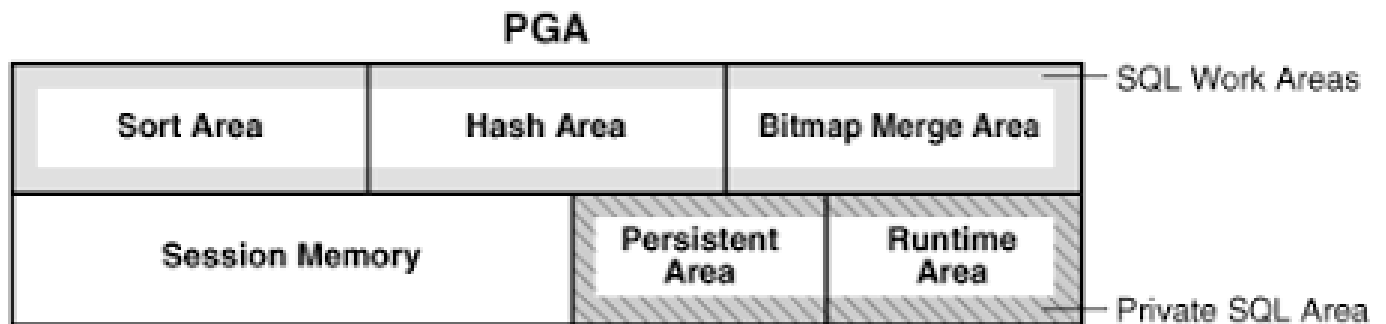 PGA
SQL Work Areas
Sort Area
Hash Area
Bitmap Merge Area
Session Memory
Persistent
Area
Runtime
Area
Private SQL Area